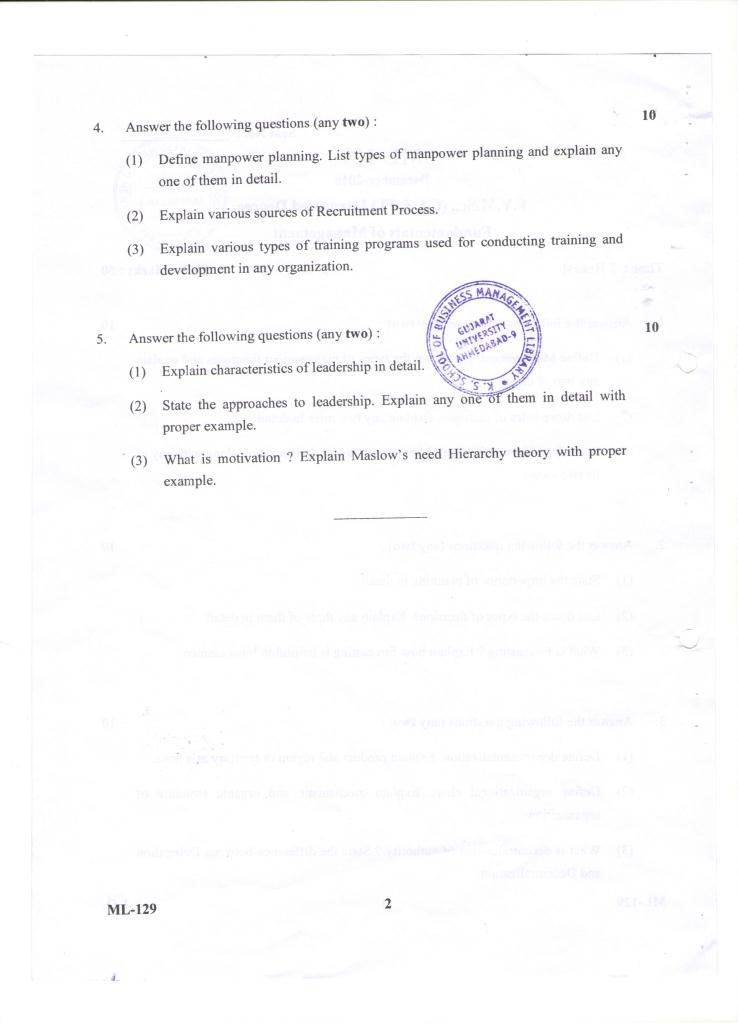 4. Answer the following questions (any two) : 10
(1) Define manpower planning. List types of manpower planning and explain any
one of them in detail.
(2) Explain various sources of Recruitment Process.
(3) Explain various types of training programs used for conducting training and
development in any organization.
K. S. SCHOOL OF BUSINESS MANAGEMENT LIBRARY
GUJARAT
UNIVERSITY
AHMEDABAD-9
5. Answer the following questions (any two) : 10
(1) Explain characteristics of leadership in detail.
(2) State the approaches to leadership. Explain any one of them in detail with
proper example.
(3) What is motivation ? Explain Maslow's need Hierarchy theory with proper
example.
ML-129 2